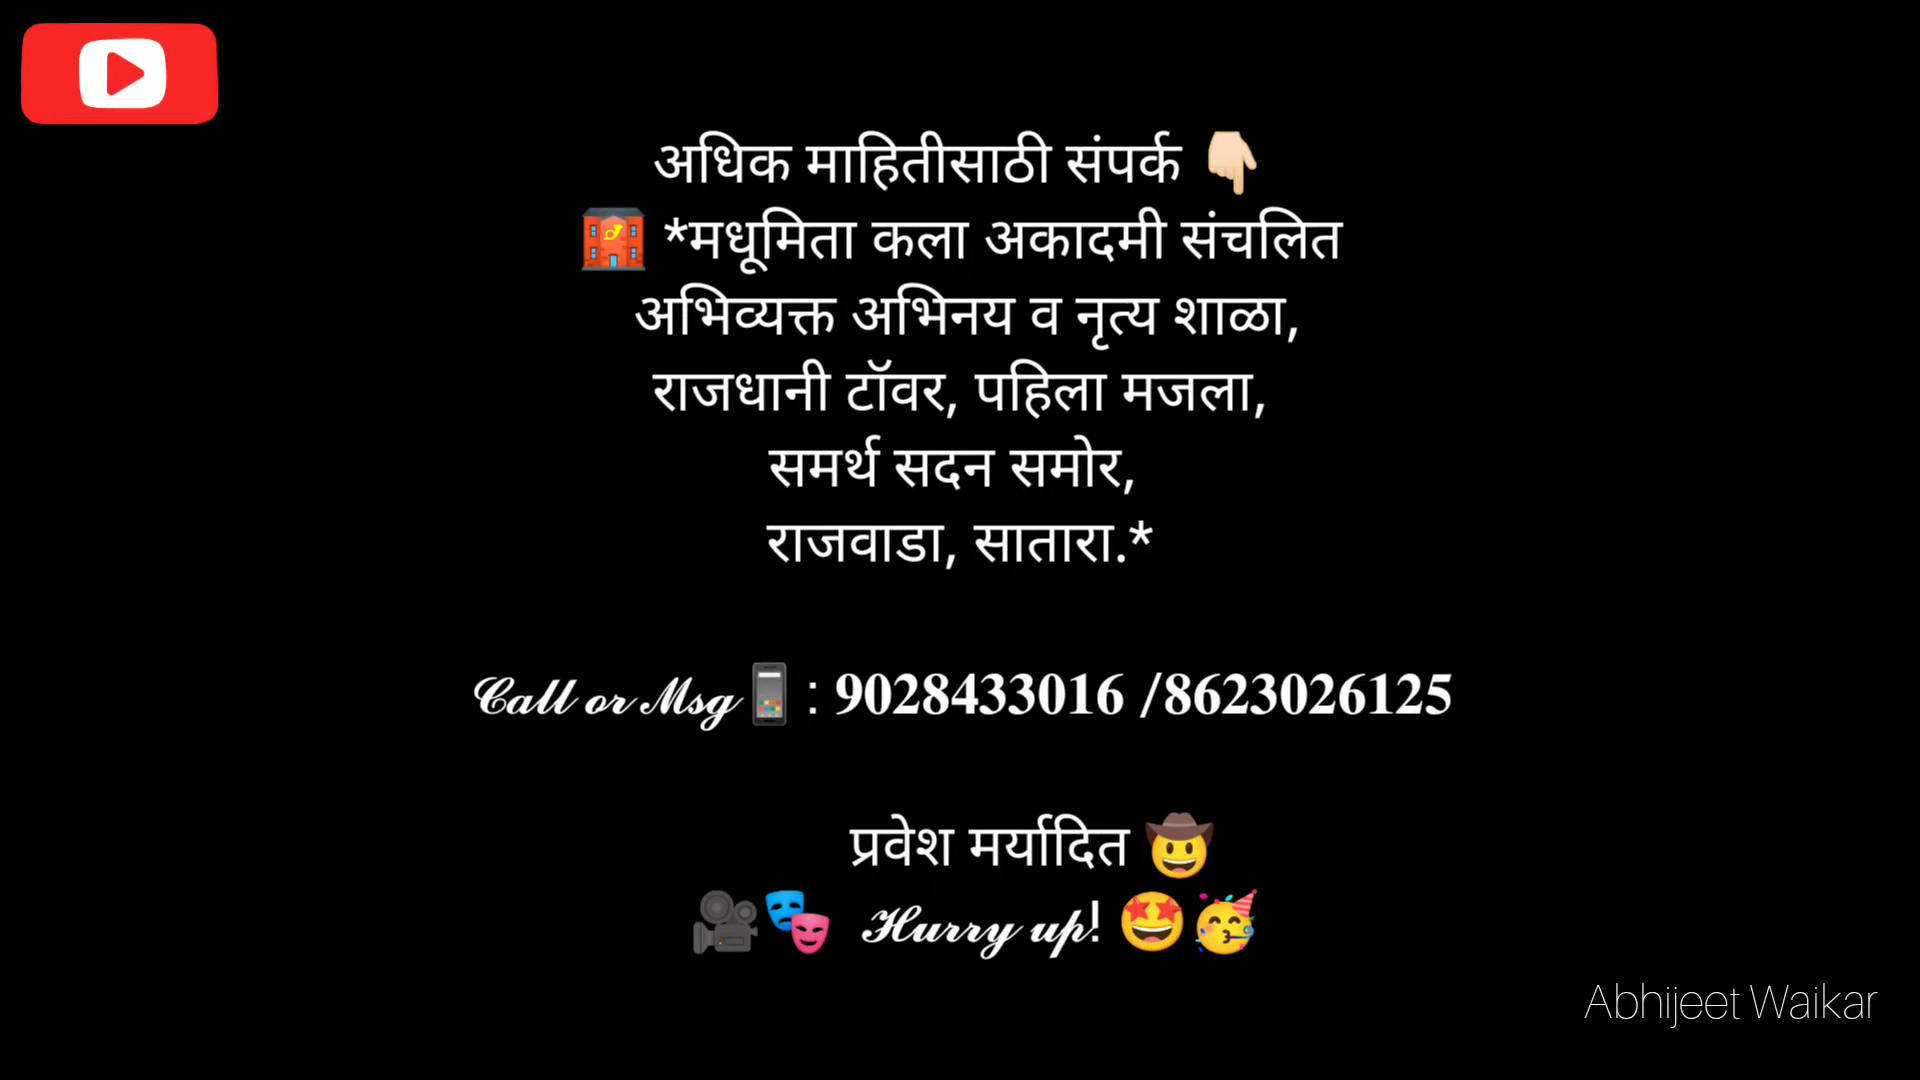 अधिक माहितीसाठी संपर्क 👇🏻
🏤 *मधूमिता कला अकादमी संचलित
अभिव्यक्त अभिनय व नृत्य शाळा,
राजधानी टॉवर, पहिला मजला,
समर्थ सदन समोर,
राजवाडा, सातारा.*
𝓒𝓪𝓵𝓵 𝓸𝓻 𝓜𝓼𝓰📱: 𝟗𝟎𝟐𝟖𝟒𝟑𝟑𝟎𝟏𝟔 /𝟖𝟔𝟐𝟑𝟎𝟐𝟔𝟏𝟐𝟓
प्रवेश मर्यादित 🤠
🎥🎭 𝓗𝓾𝓻𝓻𝔂 𝓾𝓹! 🤩🥳
Abhijeet Waikar